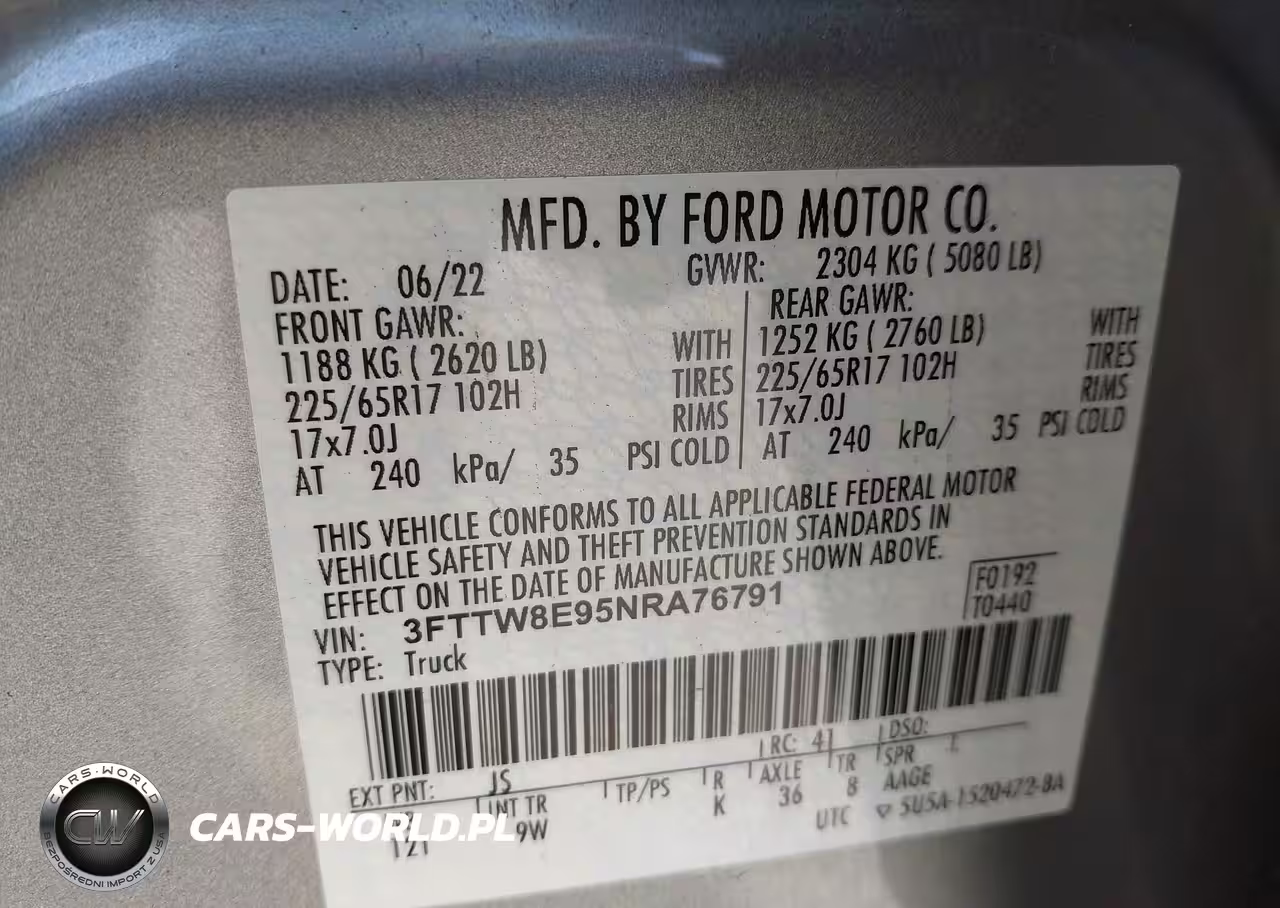 MFD. BY FORD MOTOR CO.
DATE: 06/22 GVWR: 2304 KG ( 5080 LB)
FRONT GAWR: REAR GAWR:
1188 KG ( 2620 LB) WITH 1252 KG ( 2760 LB) WITH
225/65R17 102H TIRES 225/65R17 102H TIRES
17x7.0J RIMS 17x7.0J RIMS
AT 240 kPa/ 35 PSI COLD AT 240 kPa/ 35 PSI COLD
THIS VEHICLE CONFORMS TO ALL APPLICABLE FEDERAL MOTOR
VEHICLE SAFETY AND THEFT PREVENTION STANDARDS IN
EFFECT ON THE DATE OF MANUFACTURE SHOWN ABOVE.
VIN: 3FTTW8E95NRA76791
F0192
T0440
TYPE: Truck
RC: 41 DSO:
EXT PNT: JS
INT TR TP/PS R AXLE TR SPR
121 9W K 36 8 AAGE
UTC ▽ 5U5A-1520472-BA
CARS-WORLD
CW
BEZPOŚREDNI IMPORT Z USA
CARS-WORLD.PL